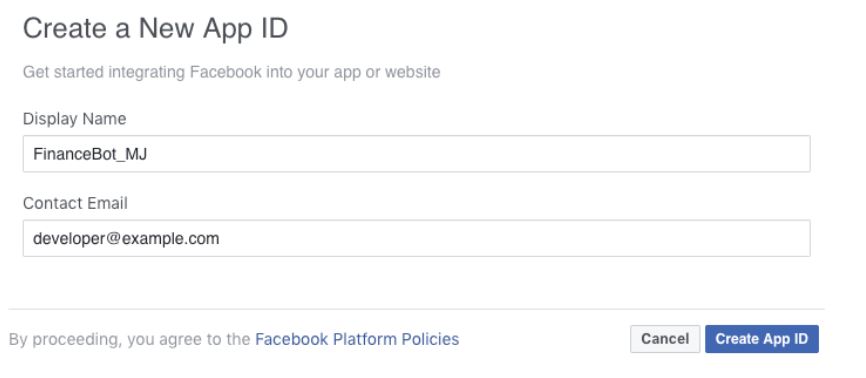 Create a New App ID
Get started integrating Facebook into your app or website
Display Name
FinanceBot_MJ
Contact Email
developer@example.com
By proceeding, you agree to the Facebook Platform Policies
Cancel
Create App ID